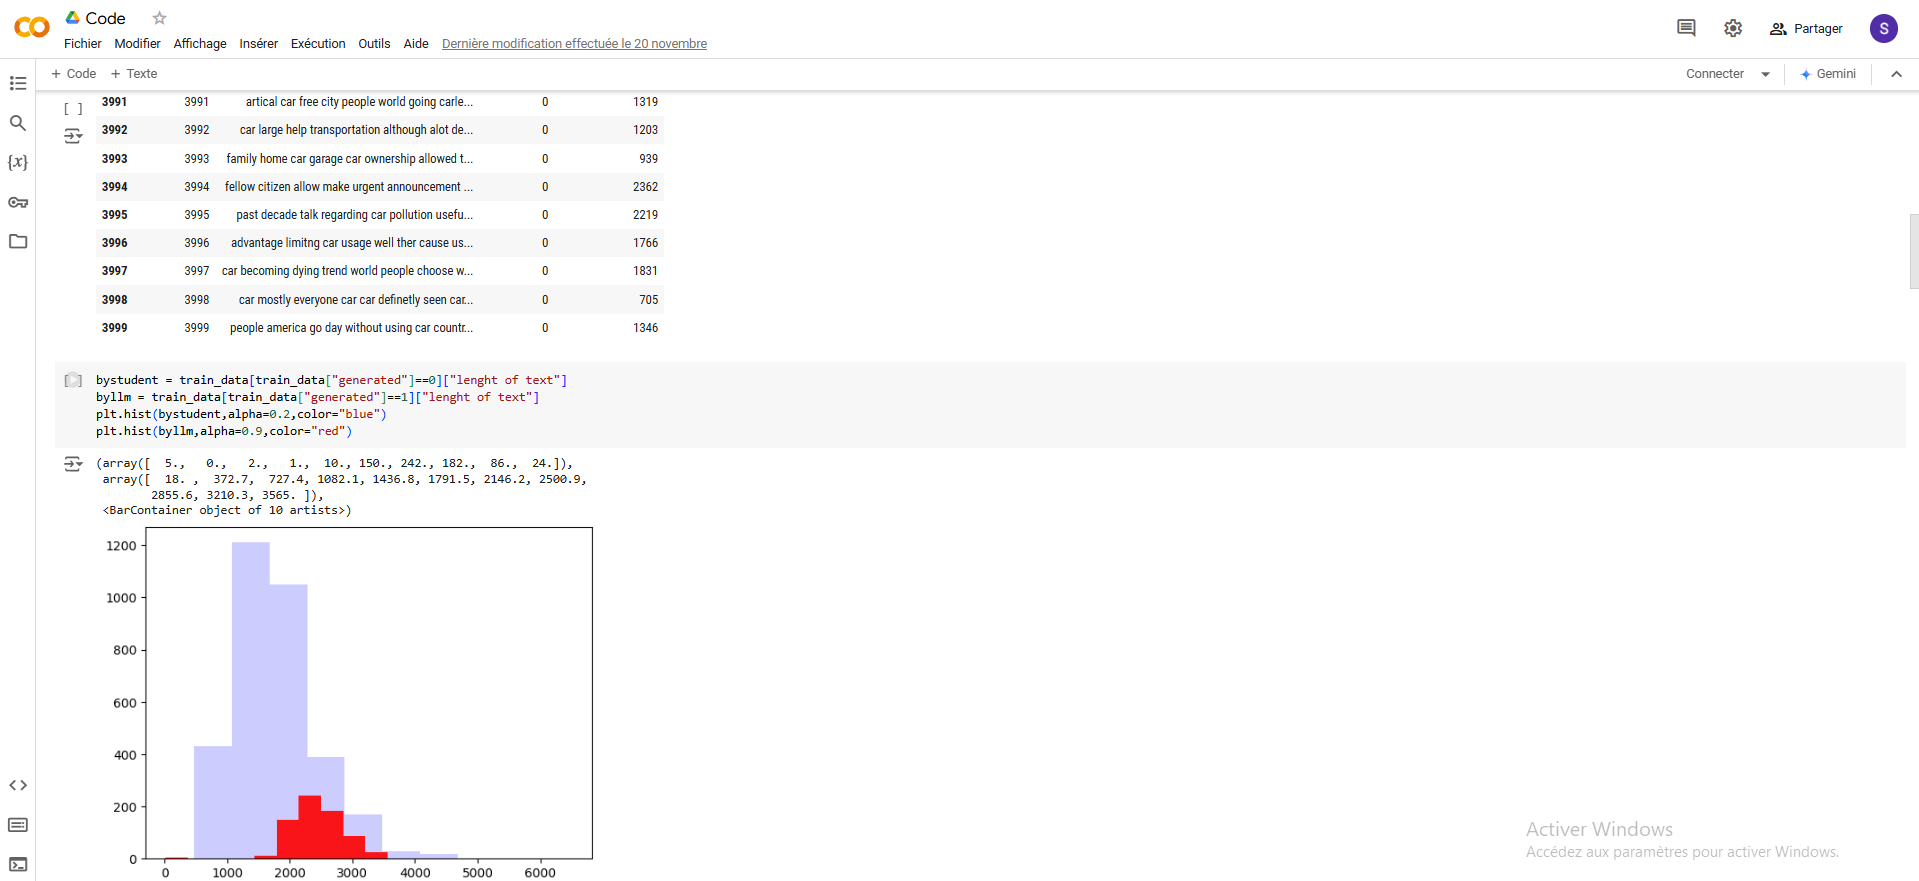 Code
Fichier Modifier Affichage Insérer Exécution Outils Aide Dernière modification effectuée le 20 novembre
Partager
S
+ Code + Texte
Connecter
Gemini
[ ]
3991 3991 artical car free city people world going carle... 0 1319
3992 3992 car large help transportation although alot de... 0 1203
3993 3993 family home car garage car ownership allowed t... 0 939
3994 3994 fellow citizen allow make urgent announcement ... 0 2362
3995 3995 past decade talk regarding car pollution usefu... 0 2219
3996 3996 advantage limitng car usage well ther cause us... 0 1766
3997 3997 car becoming dying trend world people choose w... 0 1831
3998 3998 car mostly everyone car car definetly seen car... 0 705
3999 3999 people america go day without using car countr... 0 1346
{x}
bystudent = train_data[train_data["generated"]==0]["lenght of text"]
byllm = train_data[train_data["generated"]==1]["lenght of text"]
plt.hist(bystudent,alpha=0.2,color="blue")
plt.hist(byllm,alpha=0.9,color="red")
(array([ 5., 0., 2., 1., 10., 150., 242., 182., 86., 24.]),
array([ 18. , 372.7, 727.4, 1082.1, 1436.8, 1791.5, 2146.2, 2500.9,
2855.6, 3210.3, 3565. ]),
<BarContainer object of 10 artists>)
1200
1000
800
600
400
200
0
0 1000 2000 3000 4000 5000 6000
Activer Windows
Accédez aux paramètres pour activer Windows.